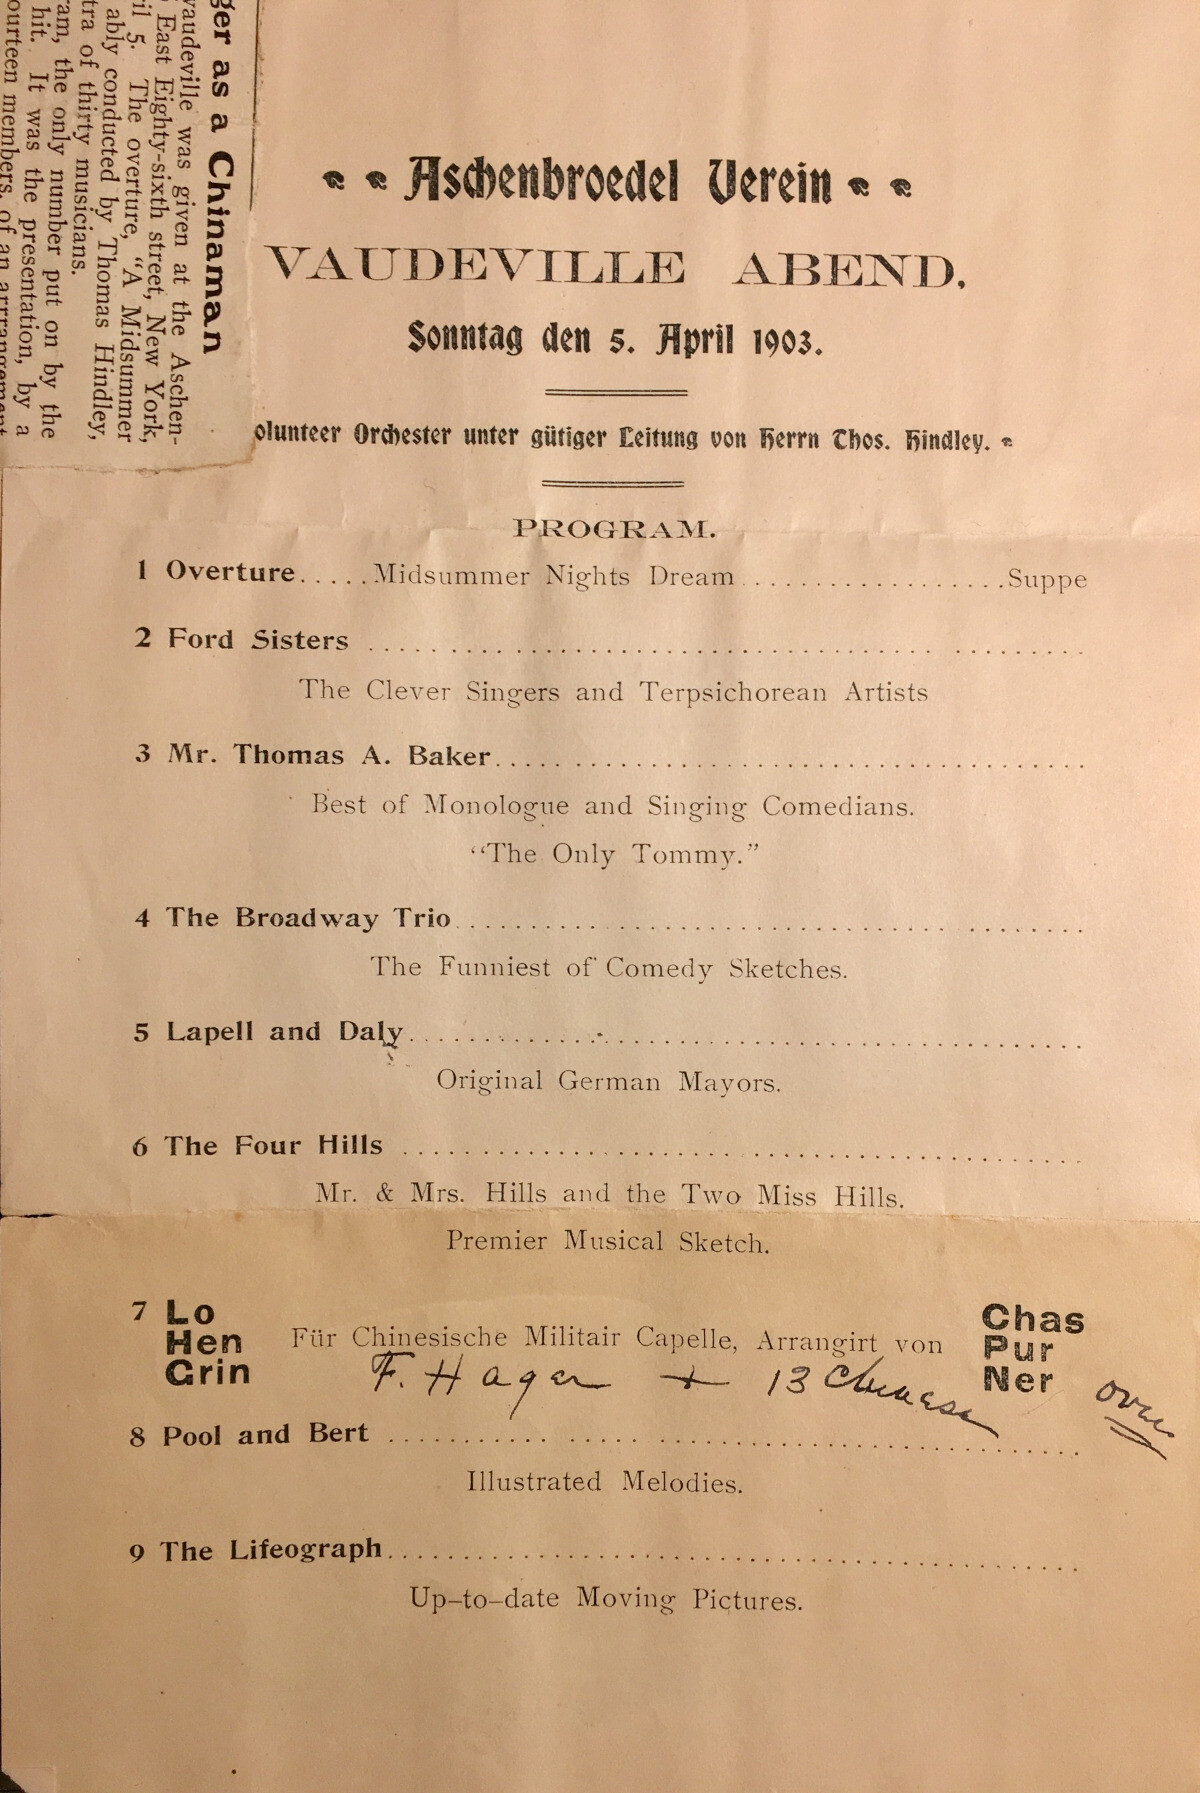 ger as a Chinaman
vaudeville was given at the Aschen-
East Eighty-sixth street, New York,
il 5. The overture, "A Midsummer
ably conducted by Thomas Hindley,
tra of thirty musicians.
ram, the only number put on by the
hit. It was the presentation, by a
ourteen members, of an arrangement
Aschenbroedel Verein
VAUDEVILLE ABEND.
Sonntag den 5. April 1903.
olunteer Orchester unter gütiger Leitung von Herrn Thos. Hindley.
PROGRAM.
1 Overture.....Midsummer Nights Dream..................Suppe
2 Ford Sisters
The Clever Singers and Terpsichorean Artists
3 Mr. Thomas A. Baker
Best of Monologue and Singing Comedians.
"The Only Tommy."
4 The Broadway Trio
The Funniest of Comedy Sketches.
5 Lapell and Daly
Original German Mayors.
6 The Four Hills
Mr. & Mrs. Hills and the Two Miss Hills.
Premier Musical Sketch.
7 Lo Hen Grin Für Chinesische Militair Capelle, Arrangirt von Chas Pur Ner
F. Hager + 13 Chinese over
8 Pool and Bert
Illustrated Melodies.
9 The Lifeograph
Up-to-date Moving Pictures.